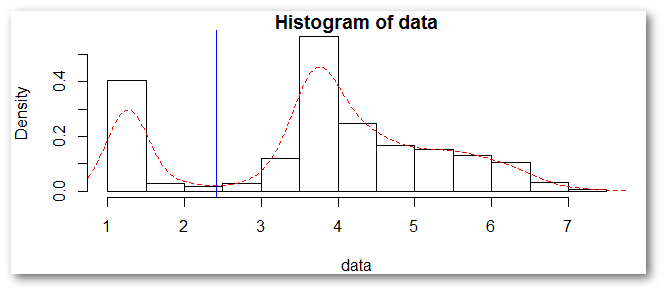 Histogram of data
Density
0.4
0.2
0.0
1 2 3 4 5 6 7
data